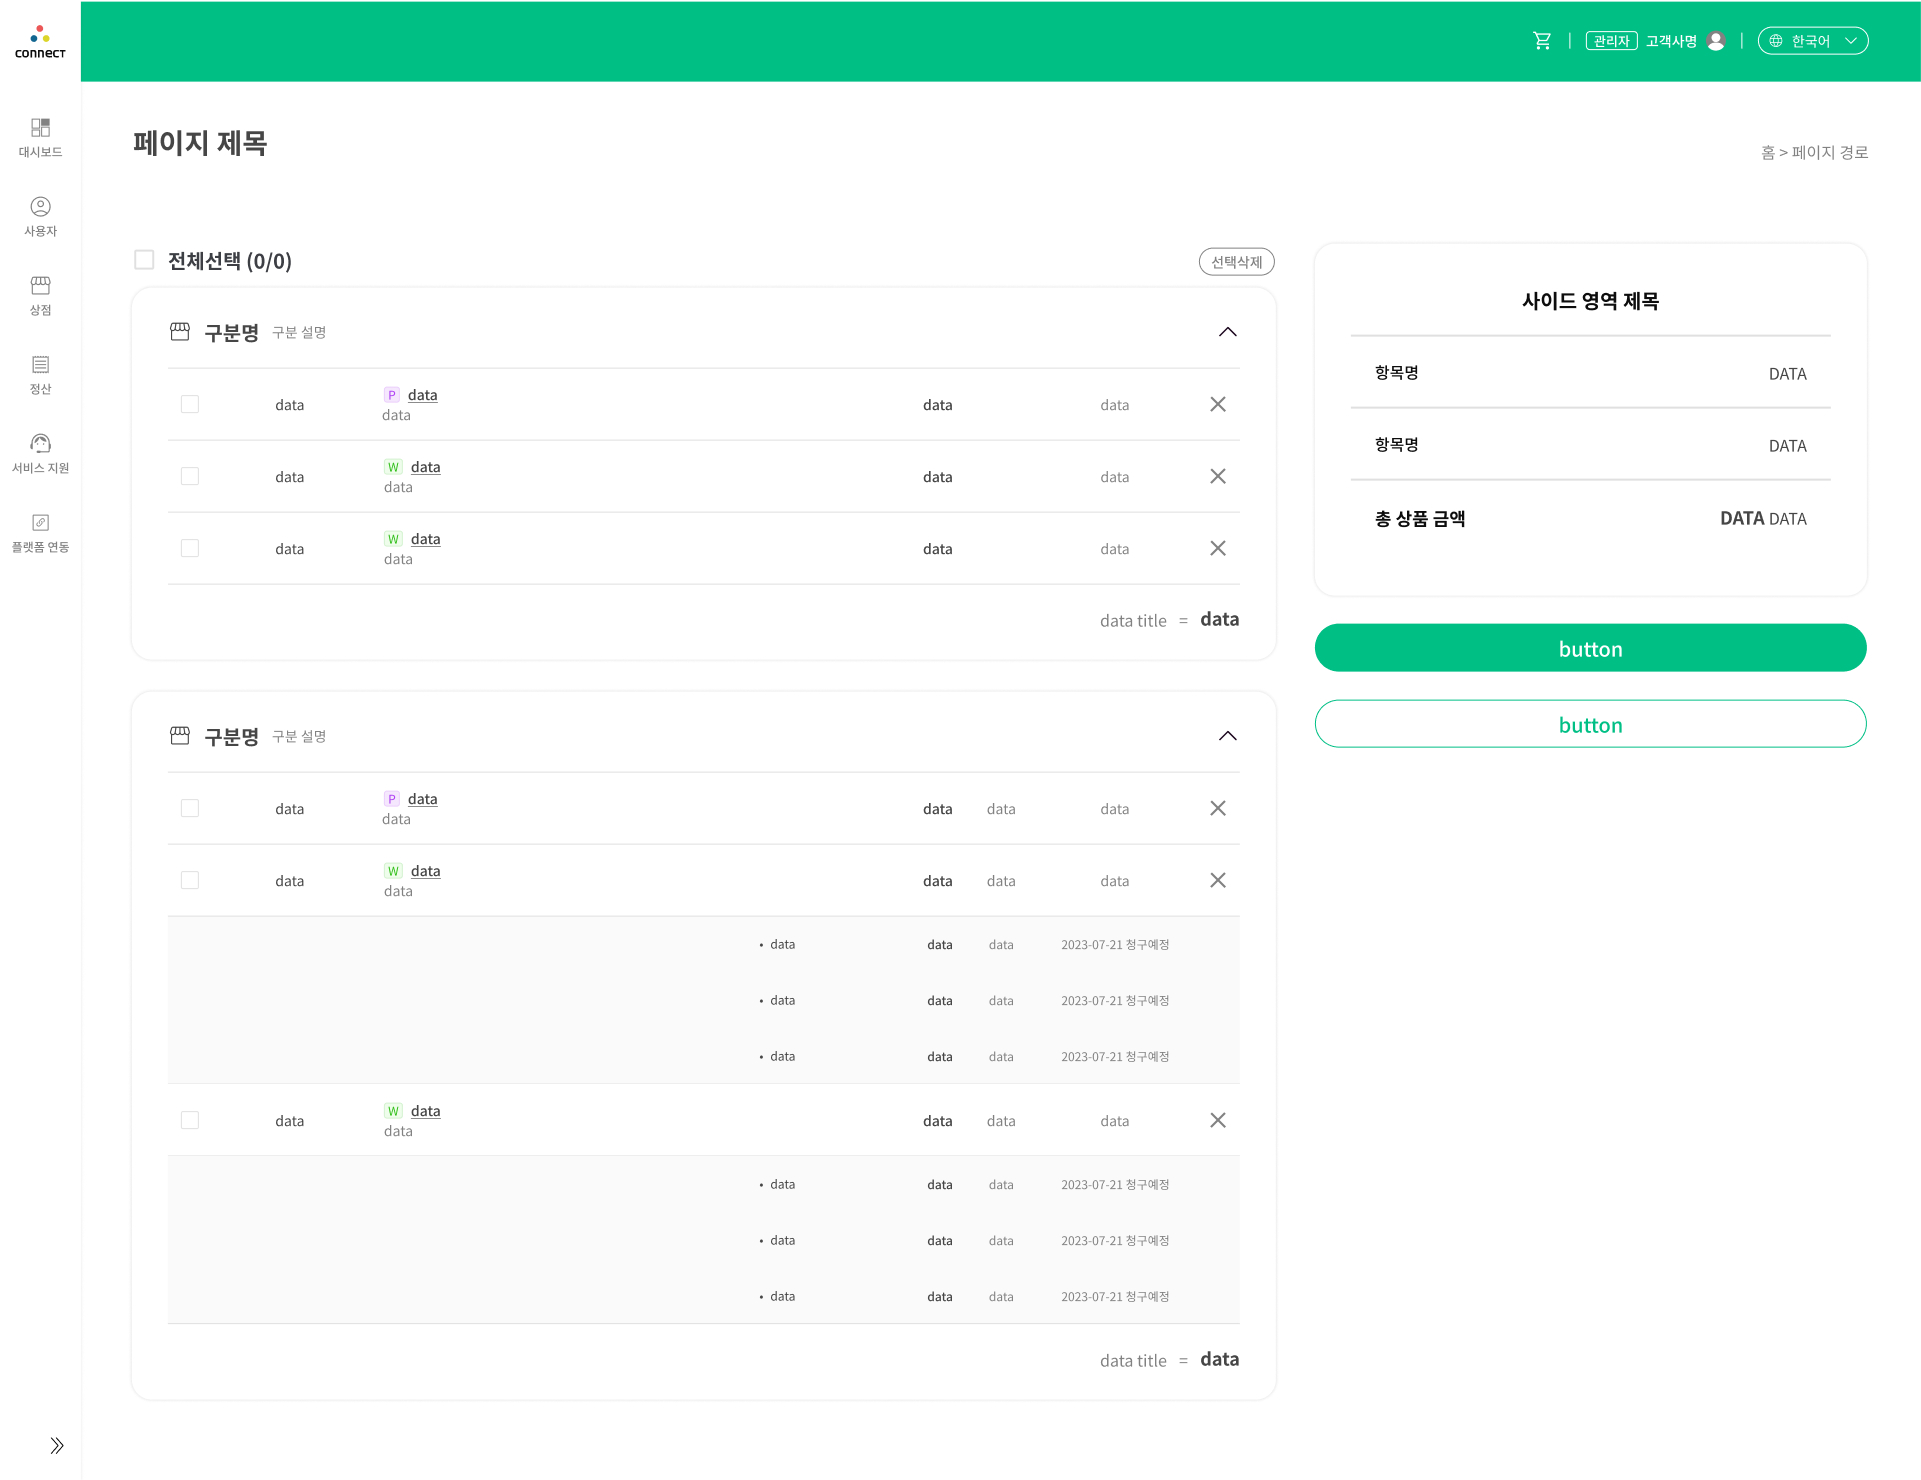 connect
관리자 고객사명 한국어
대시보드
사용자
상점
정산
서비스 지원
플랫폼 연동
페이지 제목
홈 > 페이지 경로
전체선택 (0/0) 선택삭제
구분명 구분 설명
data P data data data
data
data W data data data
data
data W data data data
data
data title = data
구분명 구분 설명
data P data data data data
data
data W data data data data
data
• data data data 2023-07-21 청구예정
• data data data 2023-07-21 청구예정
• data data data 2023-07-21 청구예정
data W data data data data
data
• data data data 2023-07-21 청구예정
• data data data 2023-07-21 청구예정
• data data data 2023-07-21 청구예정
data title = data
사이드 영역 제목
항목명 DATA
항목명 DATA
총 상품 금액 DATA DATA
button
button